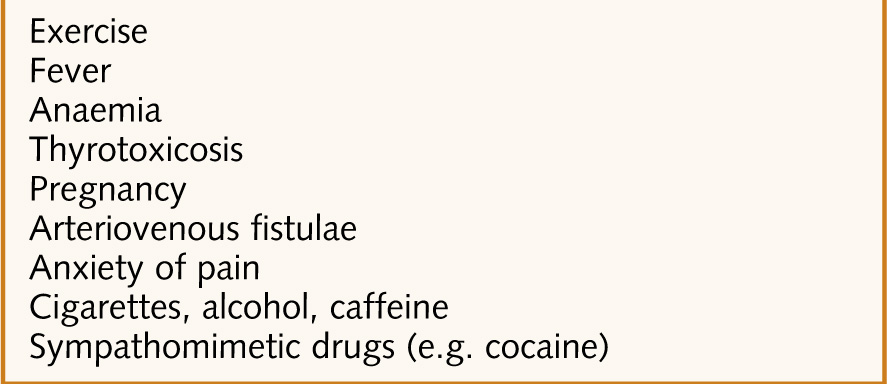 Exercise
Fever
Anaemia
Thyrotoxicosis
Pregnancy
Arteriovenous fistulae
Anxiety of pain
Cigarettes, alcohol, caffeine
Sympathomimetic drugs (e.g. cocaine)